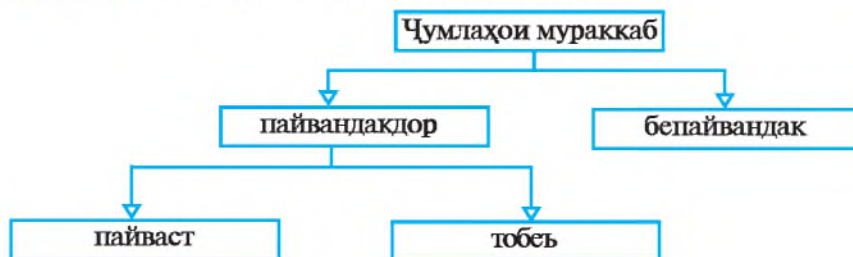 Ҷумлаҳои мураккаб
пайвандакдор
бепайвандак
пайваст
тобеъ